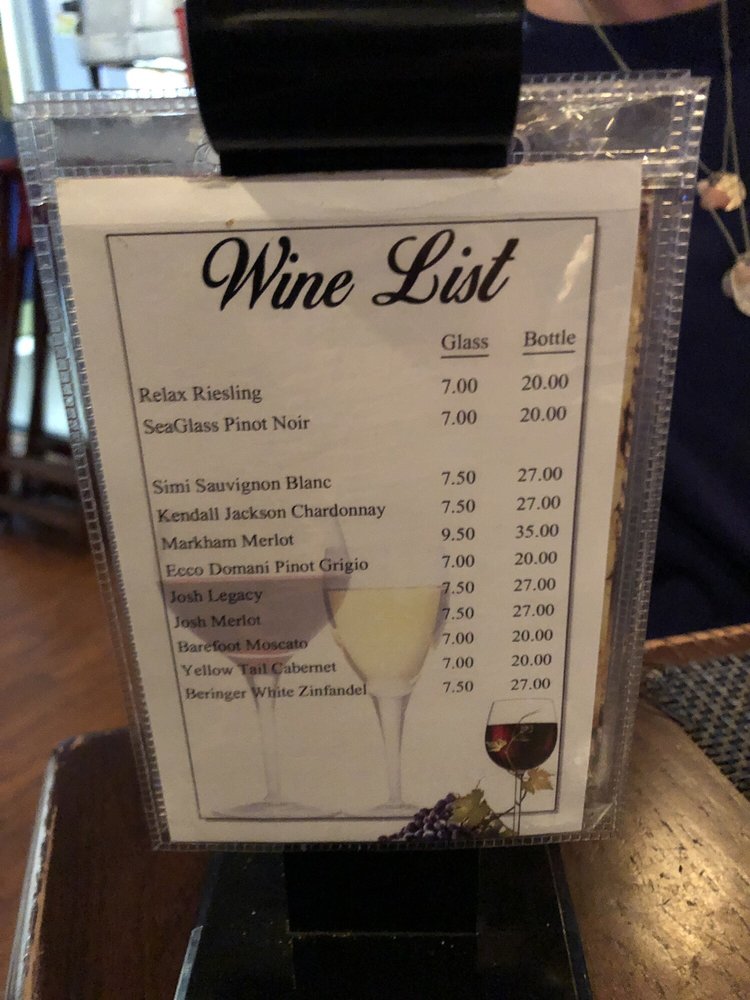 Wine List
Glass Bottle
Relax Riesling 7.00 20.00
SeaGlass Pinot Noir 7.00 20.00
Simi Sauvignon Blanc 7.50 27.00
Kendall Jackson Chardonnay 7.50 27.00
Markham Merlot 9.50 35.00
Ecco Domani Pinot Grigio 7.00 20.00
Josh Legacy 7.50 27.00
Josh Merlot 7.50 27.00
Barefoot Moscato 7.00 20.00
Yellow Tail Cabernet 7.00 20.00
Beringer White Zinfandel 7.50 27.00